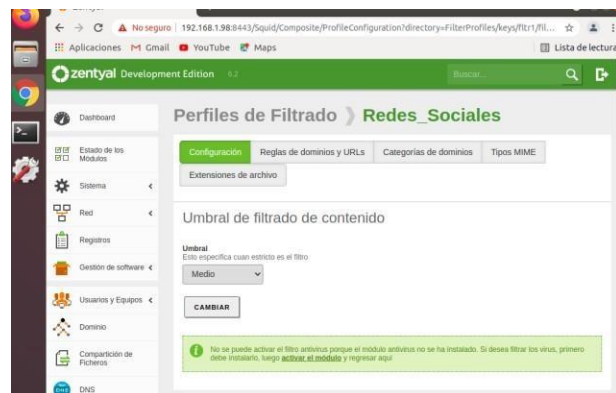 No seguro 192.168.1.98:8443/Squid/Composite/ProfileConfiguration?directory=FilterProfiles/keys/fltr1/fil...
Aplicaciones Gmail YouTube Maps Lista de lectura
zentyal Development Edition 6.2 Buscar...
Dashboard
Estado de los
Módulos
Sistema
Red
Registros
Gestión de software
Usuarios y Equipos
Dominio
Compartición de
Ficheros
DNS
Perfiles de Filtrado Redes_Sociales
Configuración Reglas de dominios y URLs Categorías de dominios Tipos MIME
Extensiones de archivo
Umbral de filtrado de contenido
Umbral
Esto especifica cuan estricto es el filtro
Medio
CAMBIAR
No se puede activar el filtro antivirus porque el módulo antivirus no se ha instalado. Si desea filtrar los virus, primero
debe instalarlo, luego activar el módulo y regresar
aquí